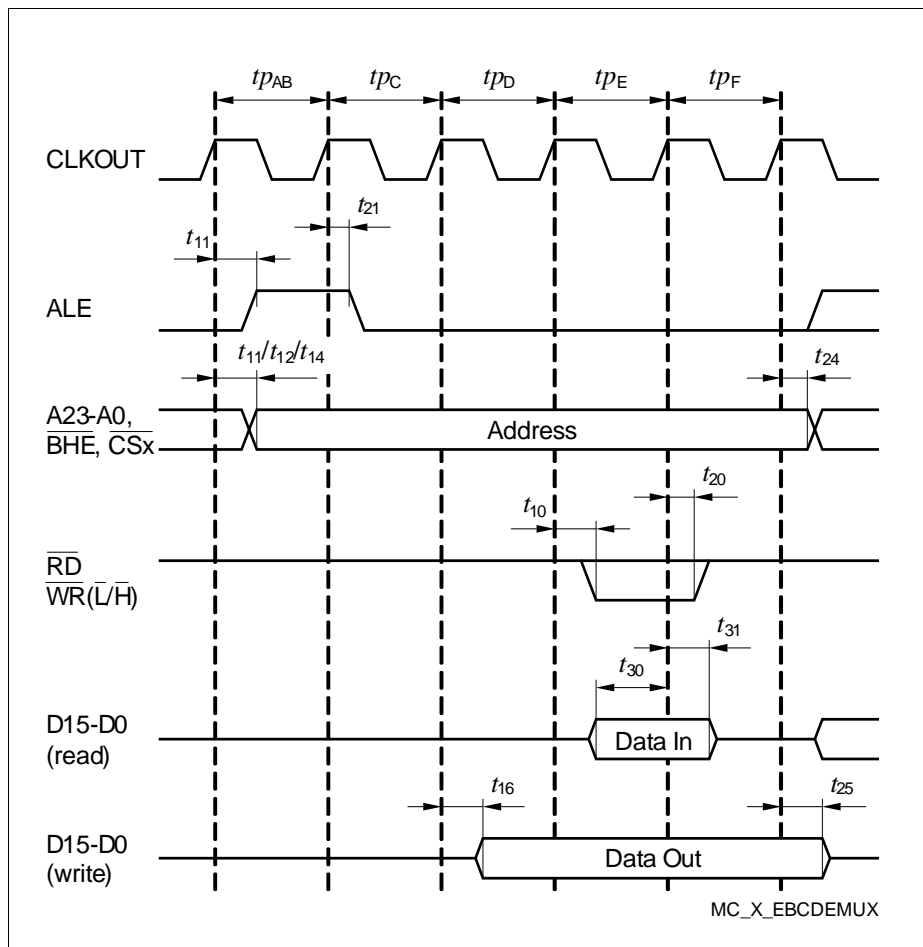 tpAB tpC tpD tpE tpF
CLKOUT
t21
t11
ALE
t11/t12/t14 t24
A23-A0,
BHE, CSx
Address
t20
t10
RD
WR(L/H)
t31
t30
D15-D0
(read)
Data In
t16 t25
D15-D0
(write)
Data Out
MC_X_EBCDEMUX